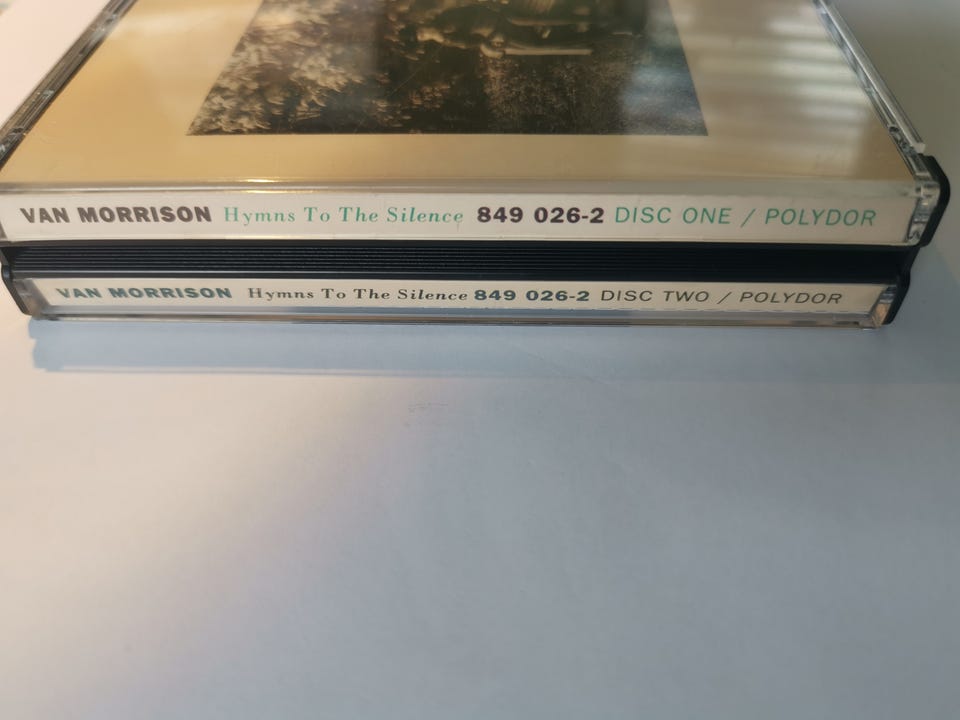 VAN MORRISON Hymns To The Silence 849 026-2 DISC ONE / POLYDOR
VAN MORRISON Hymns To The Silence 849 026-2 DISC TWO / POLYDOR